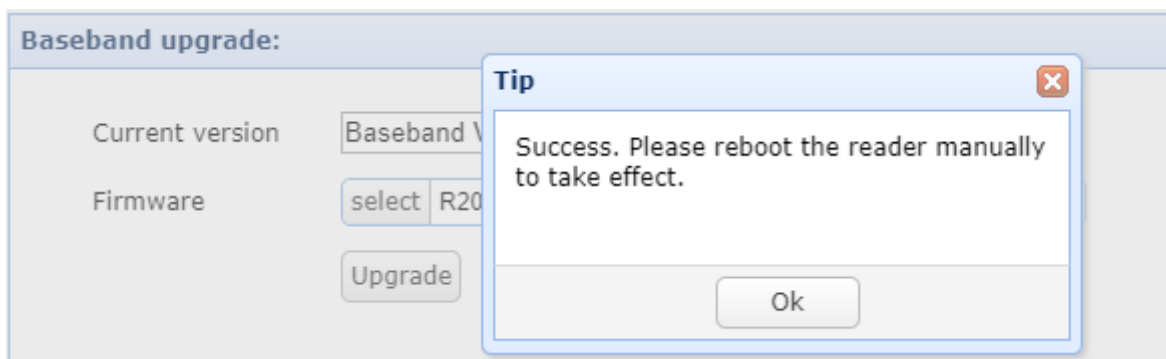 Baseband upgrade:
Tip
Success. Please reboot the reader manually
to take effect.
Ok
Current version
Baseband
Firmware
select R20
Upgrade